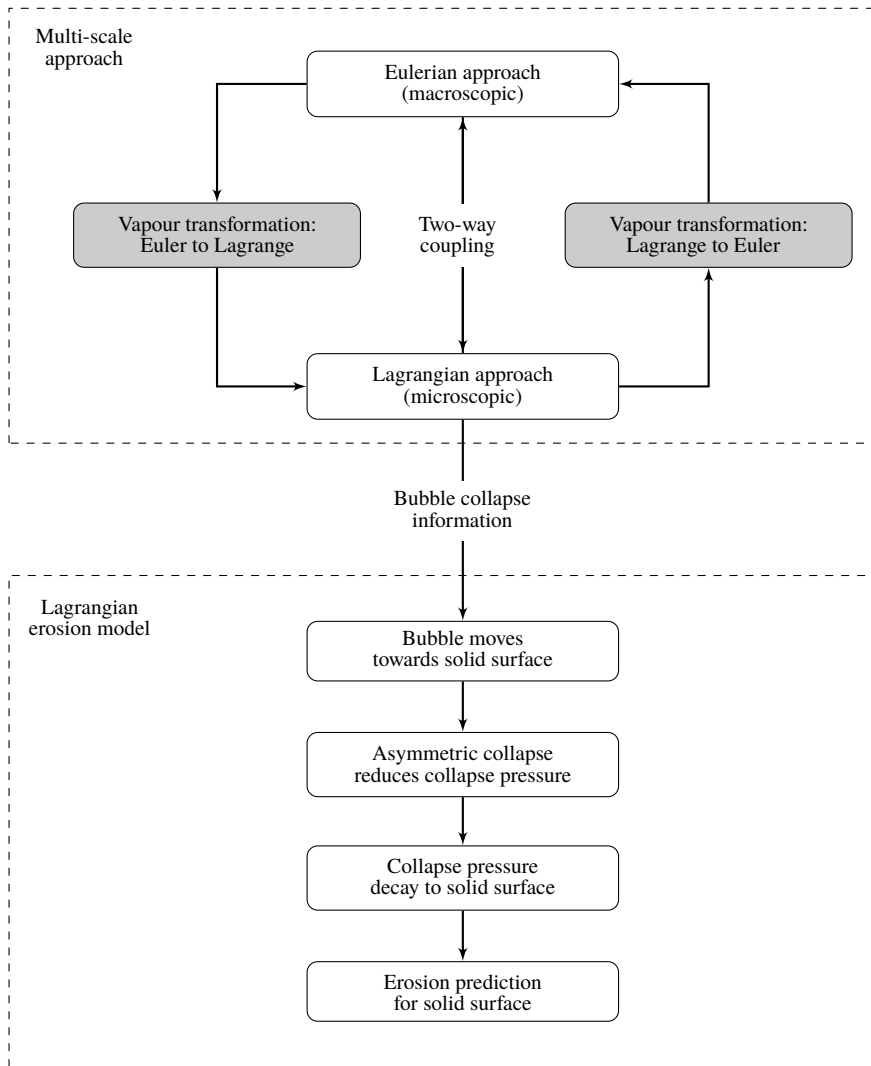 Multi-scale
approach
Eulerian approach
(macroscopic)
Vapour transformation:
Euler to Lagrange
Two-way
coupling
Vapour transformation:
Lagrange to Euler
Lagrangian approach
(microscopic)
Bubble collapse
information
Lagrangian
erosion model
Bubble moves
towards solid surface
Asymmetric collapse
reduces collapse pressure
Collapse pressure
decay to solid surface
Erosion prediction
for solid surface